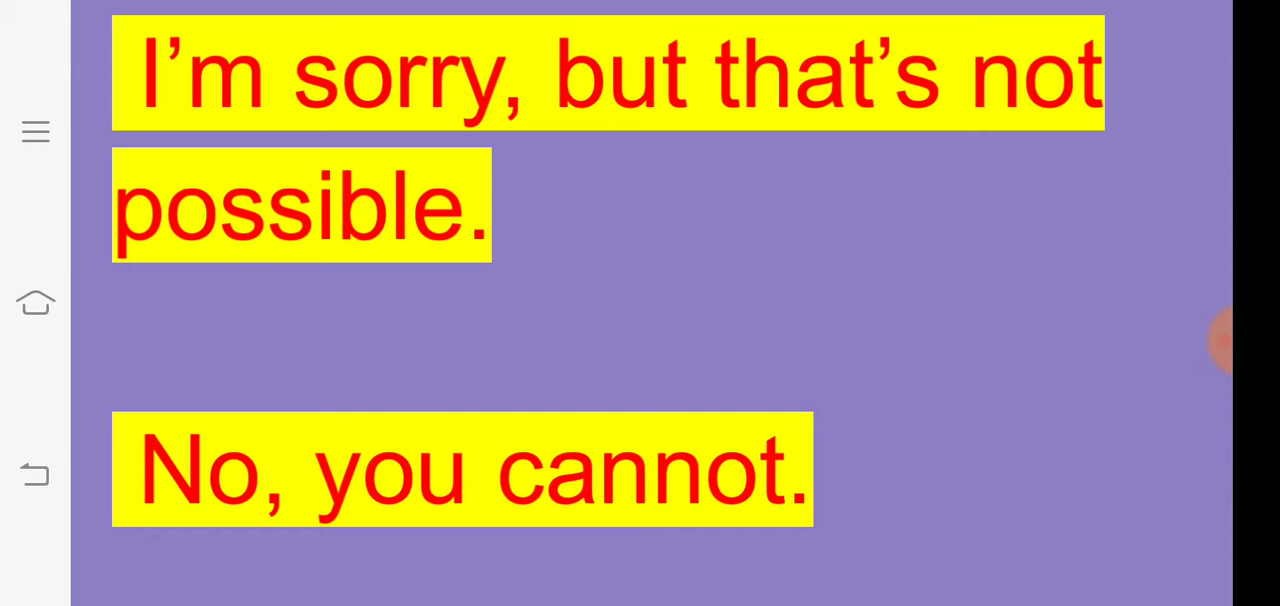 I’m sorry, but that’s not
possible.
No, you cannot.